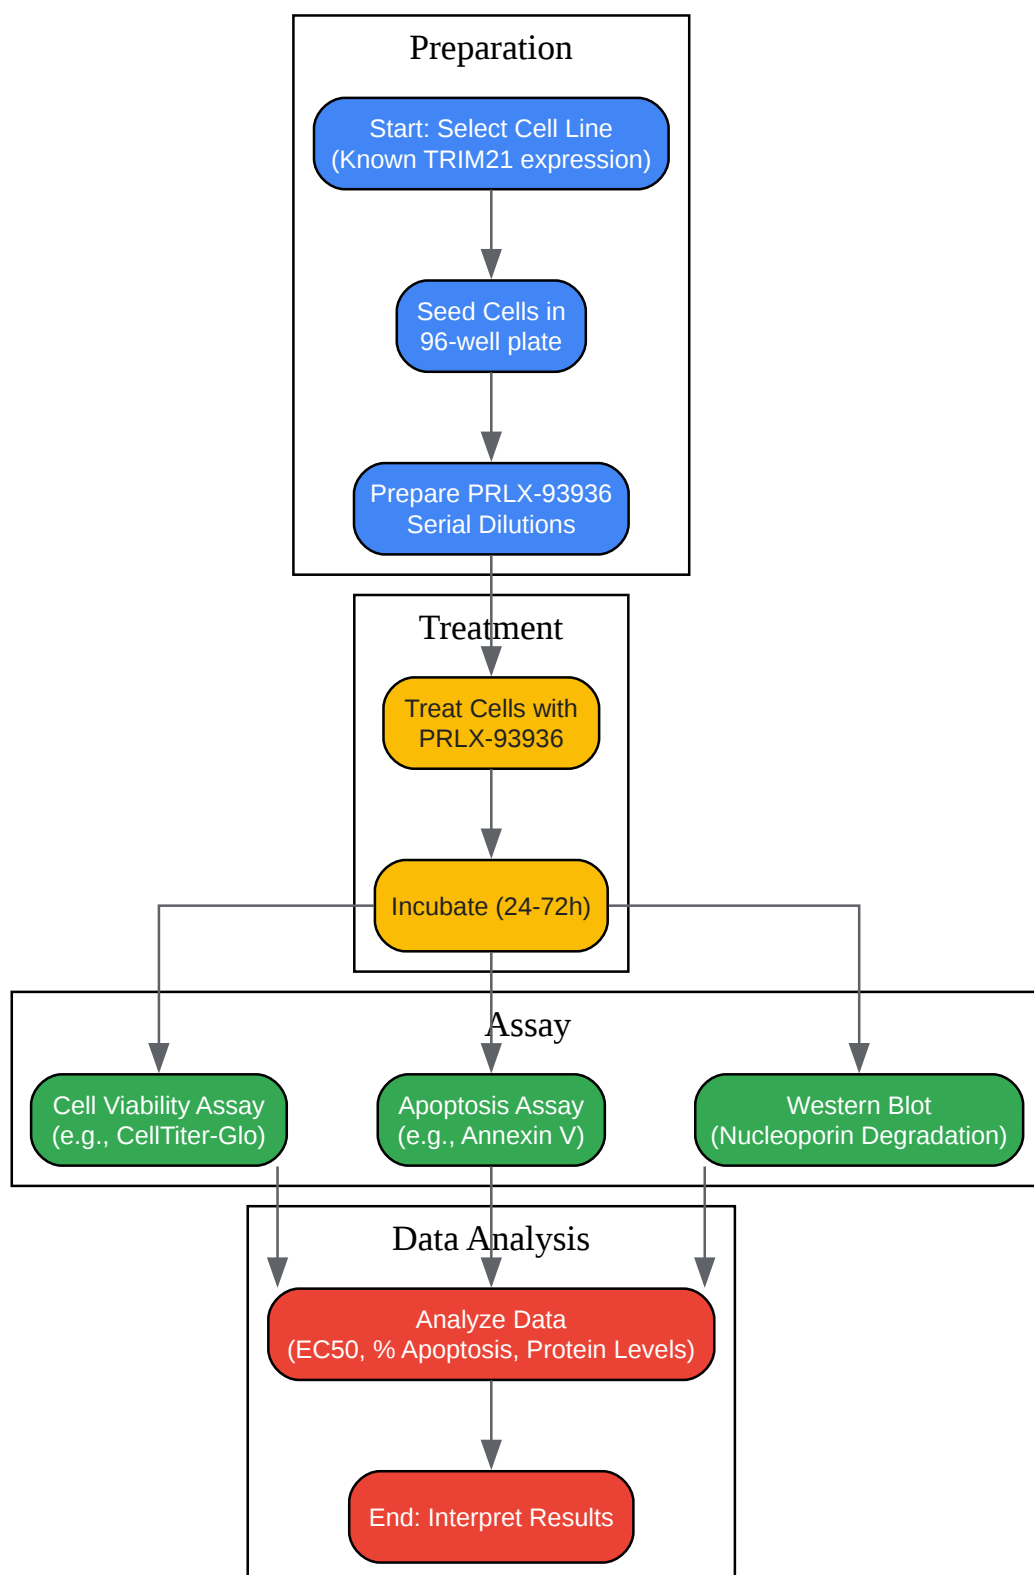 Preparation
Start: Select Cell Line
(Known TRIM21 expression)
Seed Cells in
96-well plate
Prepare PRLX-93936
Serial Dilutions
Treatment
Treat Cells with
PRLX-93936
Incubate (24-72h)
Assay
Cell Viability Assay
(e.g., CellTiter-Glo)
Apoptosis Assay
(e.g., Annexin V)
Western Blot
(Nucleoporin Degradation)
Data Analysis
Analyze Data
(EC50, % Apoptosis, Protein Levels)
End: Interpret Results